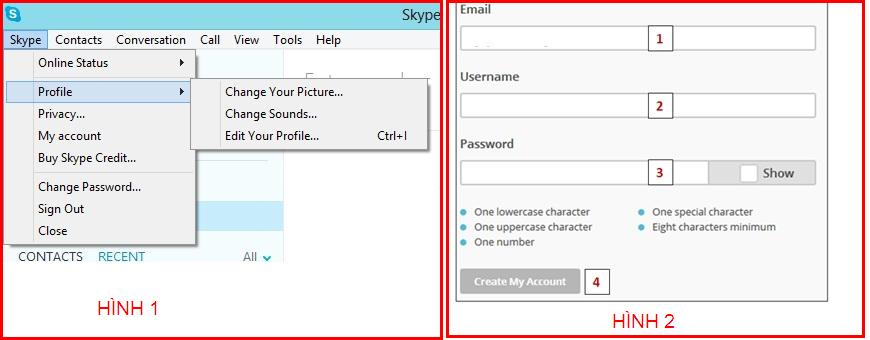 Skype
Skype Contacts Conversation Call View Tools Help
Online Status
Profile
Privacy...
My account
Buy Skype Credit...
Change Password...
Sign Out
Close
Change Your Picture...
Change Sounds...
Edit Your Profile... Ctrl+I
CONTACTS RECENT All
HÌNH 1
Email
1
Username
2
Password
3 Show
One lowercase character
One uppercase character
One number
One special character
Eight characters minimum
Create My Account 4
HÌNH 2